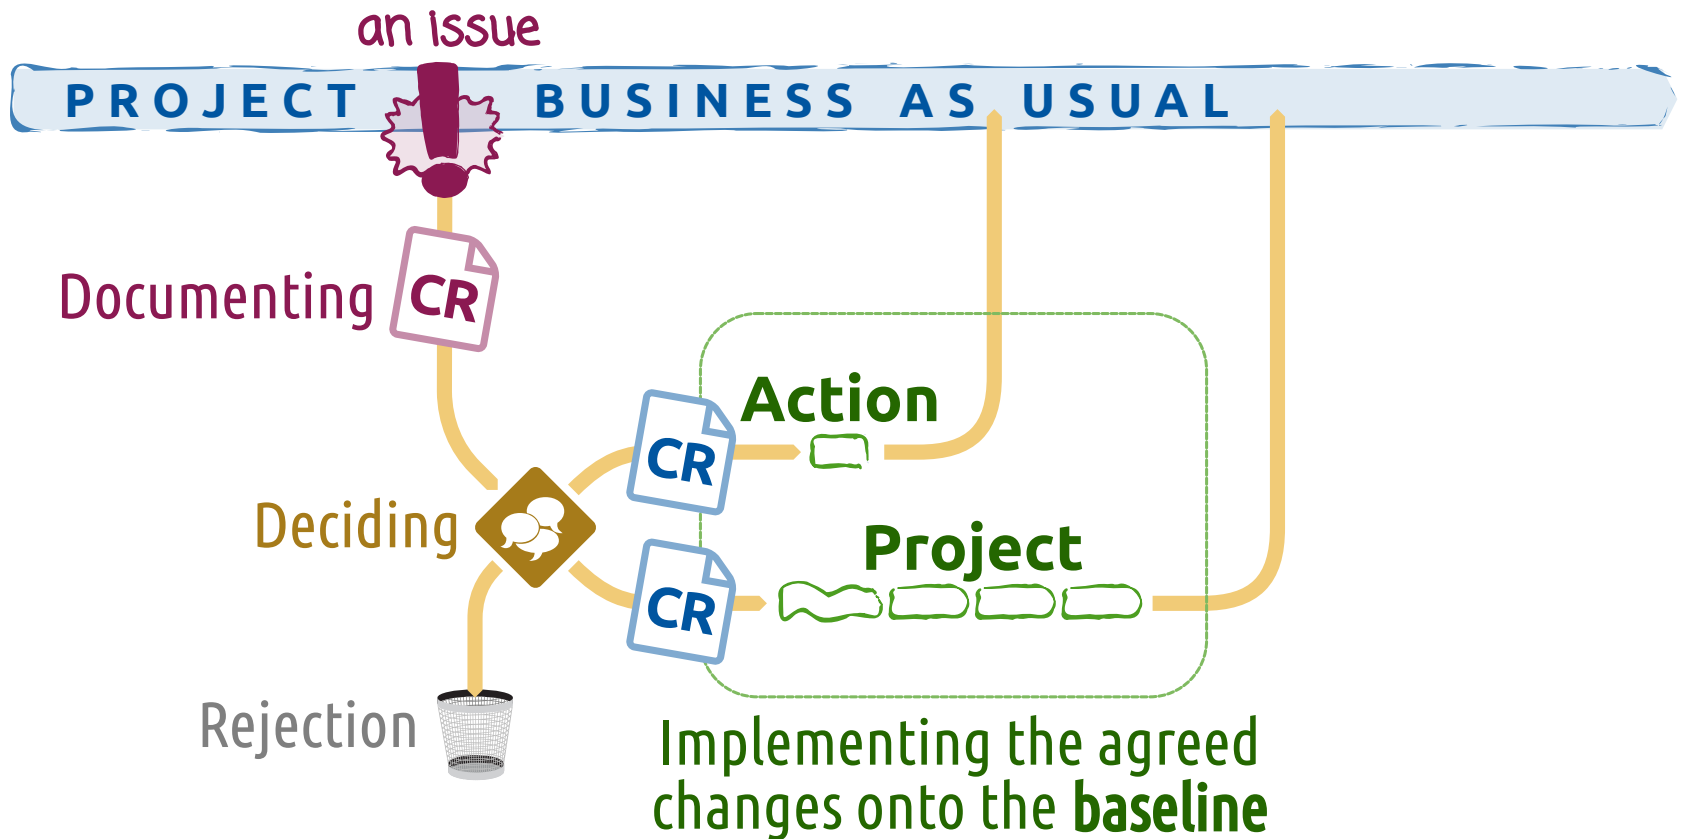 an issue
PROJECT BUSINESS AS USUAL
Documenting
CR
Action
CR
Deciding
Project
CR
Rejection
Implementing the agreed
changes onto the baseline